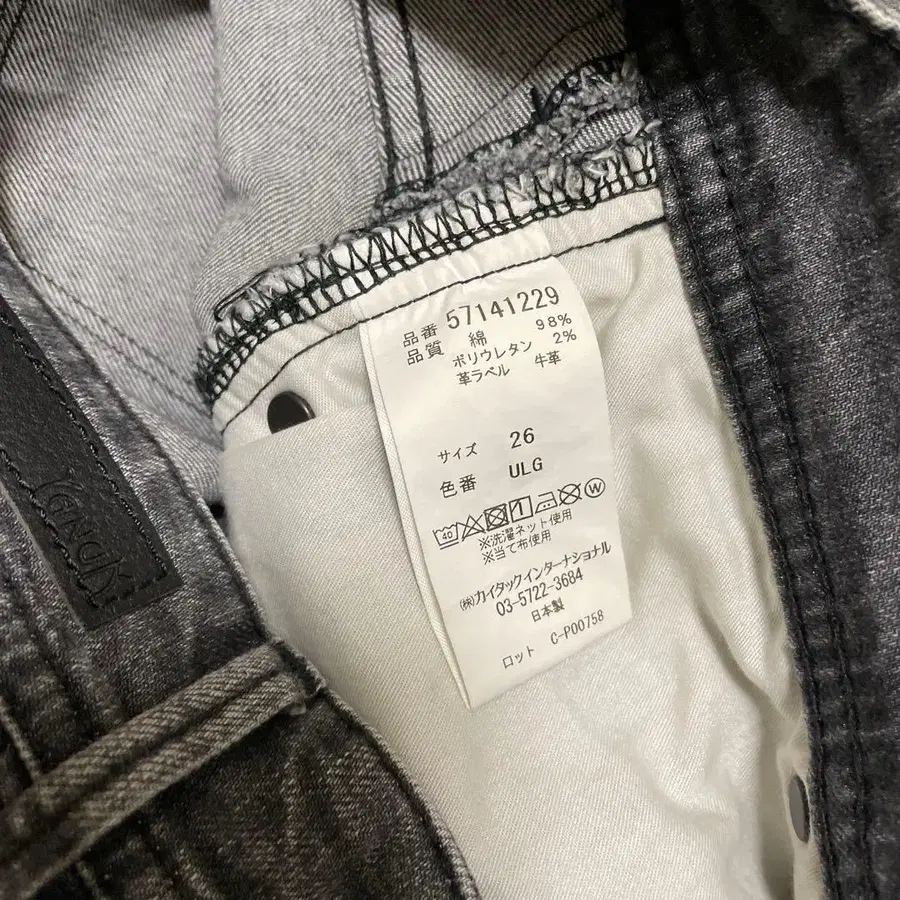 品番 57141229
品質 綿 98%
ポリウレタン 2%
革ラベル 牛革
サイズ 26
色番 ULG
40 W
※洗濯ネット使用
※当て布使用
㈱カイタックインターナショナル
03-5722-3684
日本製
ロット C-P00758